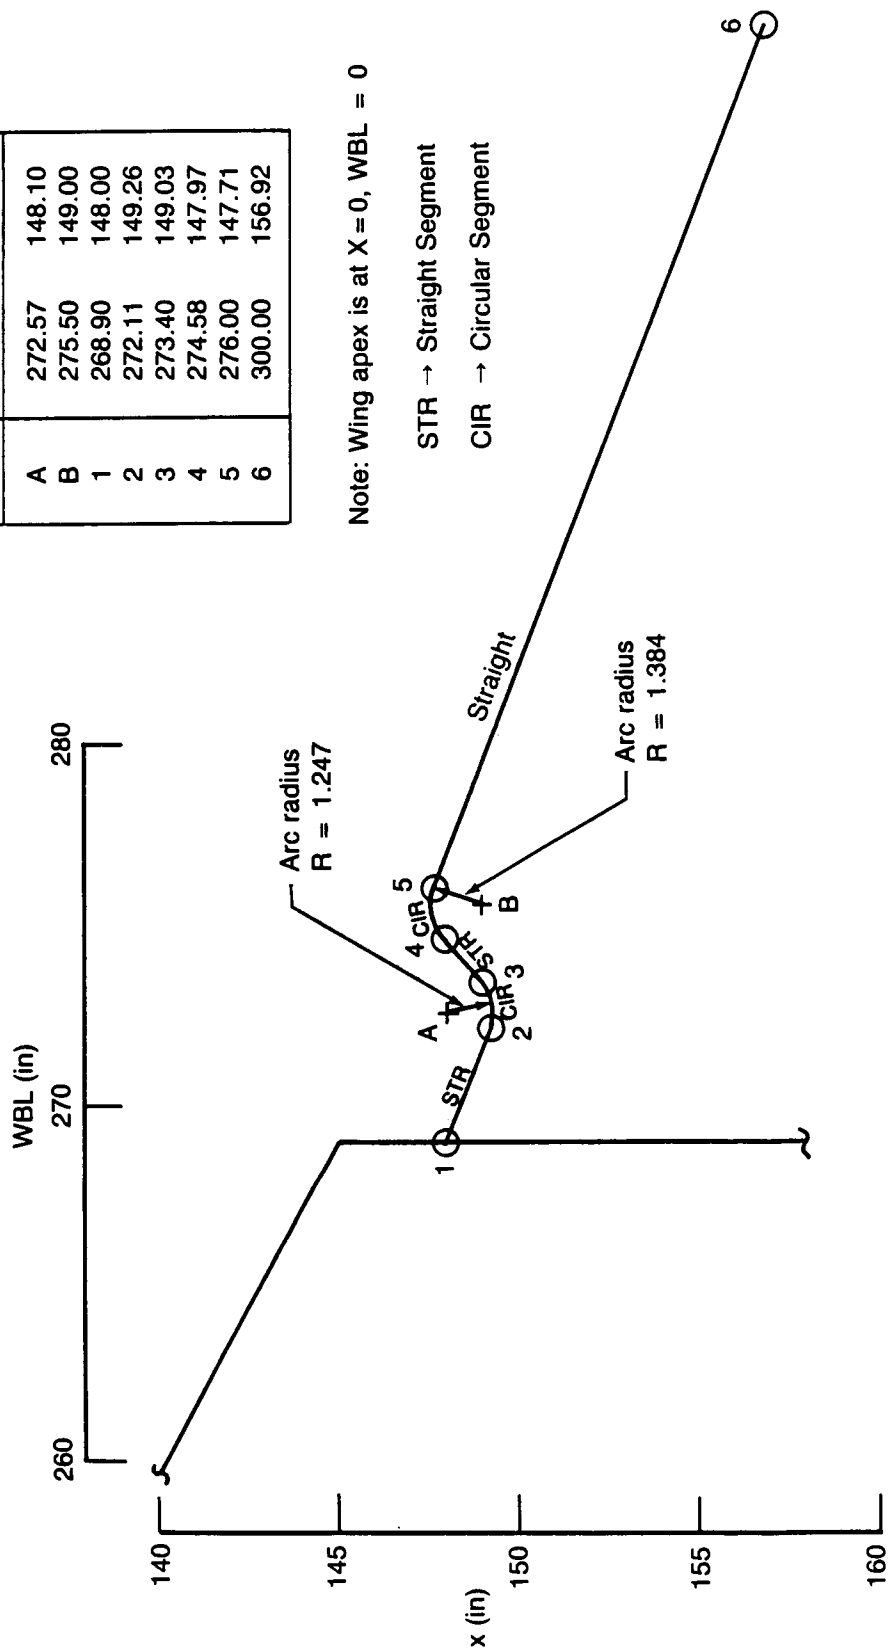 A 272.57 148.10
B 275.50 149.00
1 268.90 148.00
2 272.11 149.26
3 273.40 149.03
4 274.58 147.97
5 276.00 147.71
6 300.00 156.92
Note: Wing apex is at X = 0, WBL = 0
STR → Straight Segment
CIR → Circular Segment
WBL (in)
260
270
280
x (in)
140
145
150
155
160
Arc radius
R = 1.247
Arc radius
R = 1.384
1
STR
2
A
CIR
3
STR
4
CIR
5
B
Straight
6